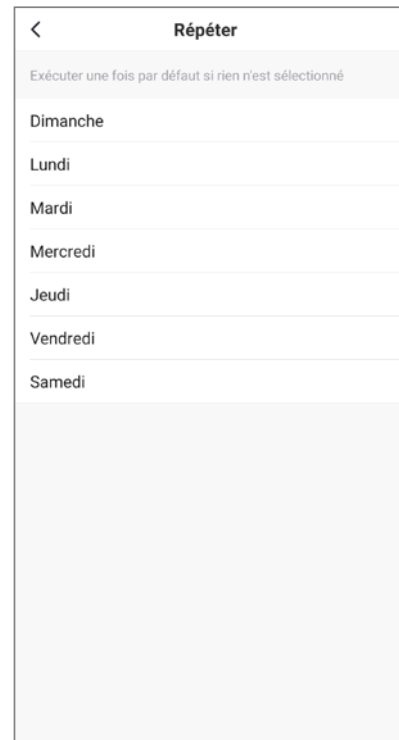 Répéter
Exécuter une fois par défaut si rien n'est sélectionné
Dimanche
Lundi
Mardi
Mercredi
Jeudi
Vendredi
Samedi